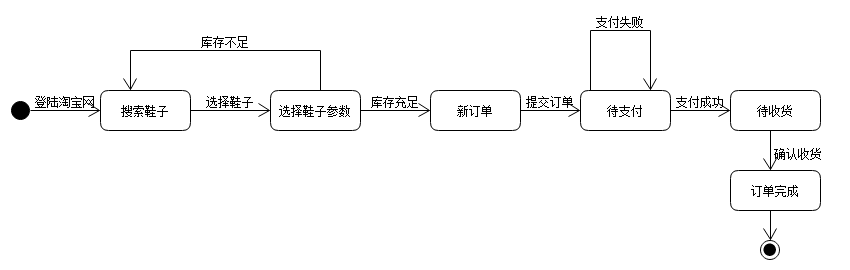 支付失败
库存不足
登陆淘宝网
搜索鞋子
选择鞋子
选择鞋子参数
库存充足
新订单
提交订单
待支付
支付成功
待收货
确认收货
订单完成